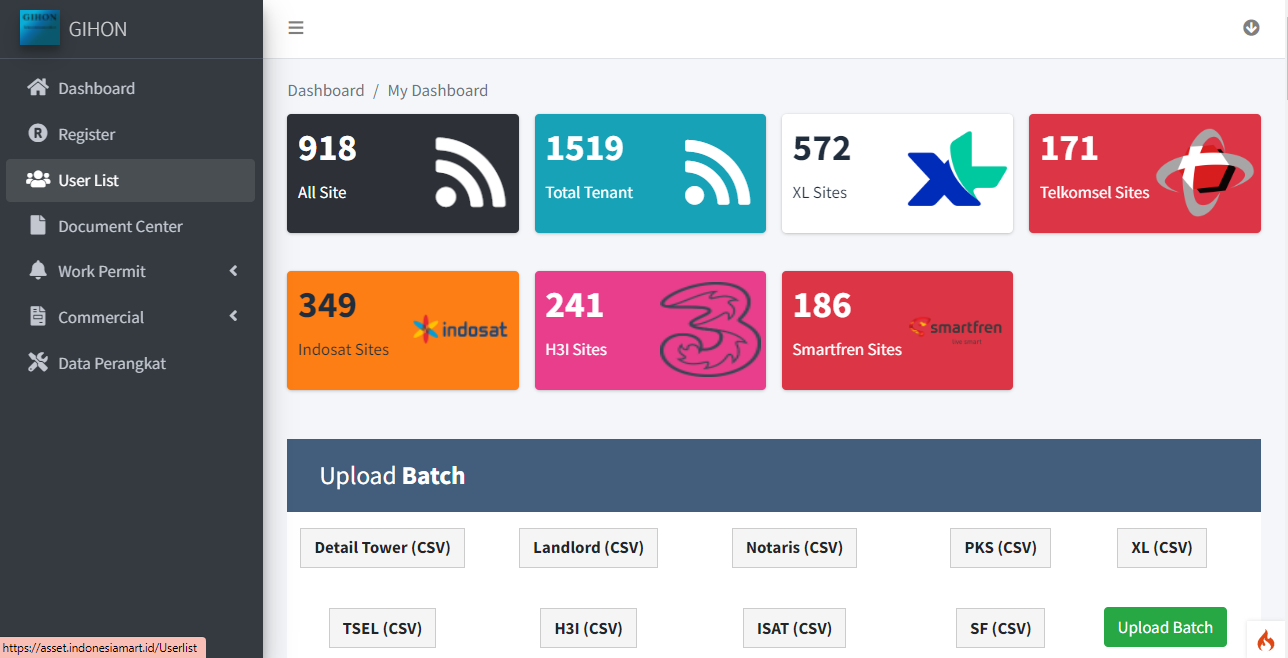 GIHON
GIHON
Dashboard
Register
User List
Document Center
Work Permit
Commercial
Data Perangkat
https://asset.indonesiamart.id/Userlist
Dashboard / My Dashboard
918
All Site
1519
Total Tenant
572
XL Sites
XL
171
Telkomsel Sites
349
Indosat Sites
indosat
241
H3I Sites
3
186
Smartfren Sites
smartfren
live smart
Upload Batch
Detail Tower (CSV)
Landlord (CSV)
Notaris (CSV)
PKS (CSV)
XL (CSV)
TSEL (CSV)
H3I (CSV)
ISAT (CSV)
SF (CSV)
Upload Batch